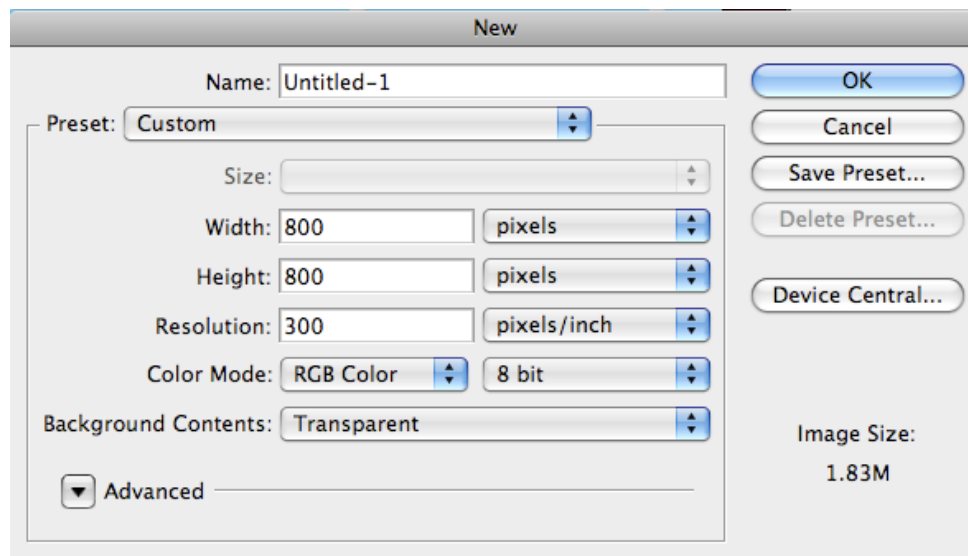 New
Name: Untitled-1
OK
Preset: Custom
Cancel
Size:
Save Preset...
Width: 800 pixels
Delete Preset...
Height: 800 pixels
Device Central...
Resolution: 300 pixels/inch
Color Mode: RGB Color 8 bit
Background Contents: Transparent
Image Size:
1.83M
Advanced